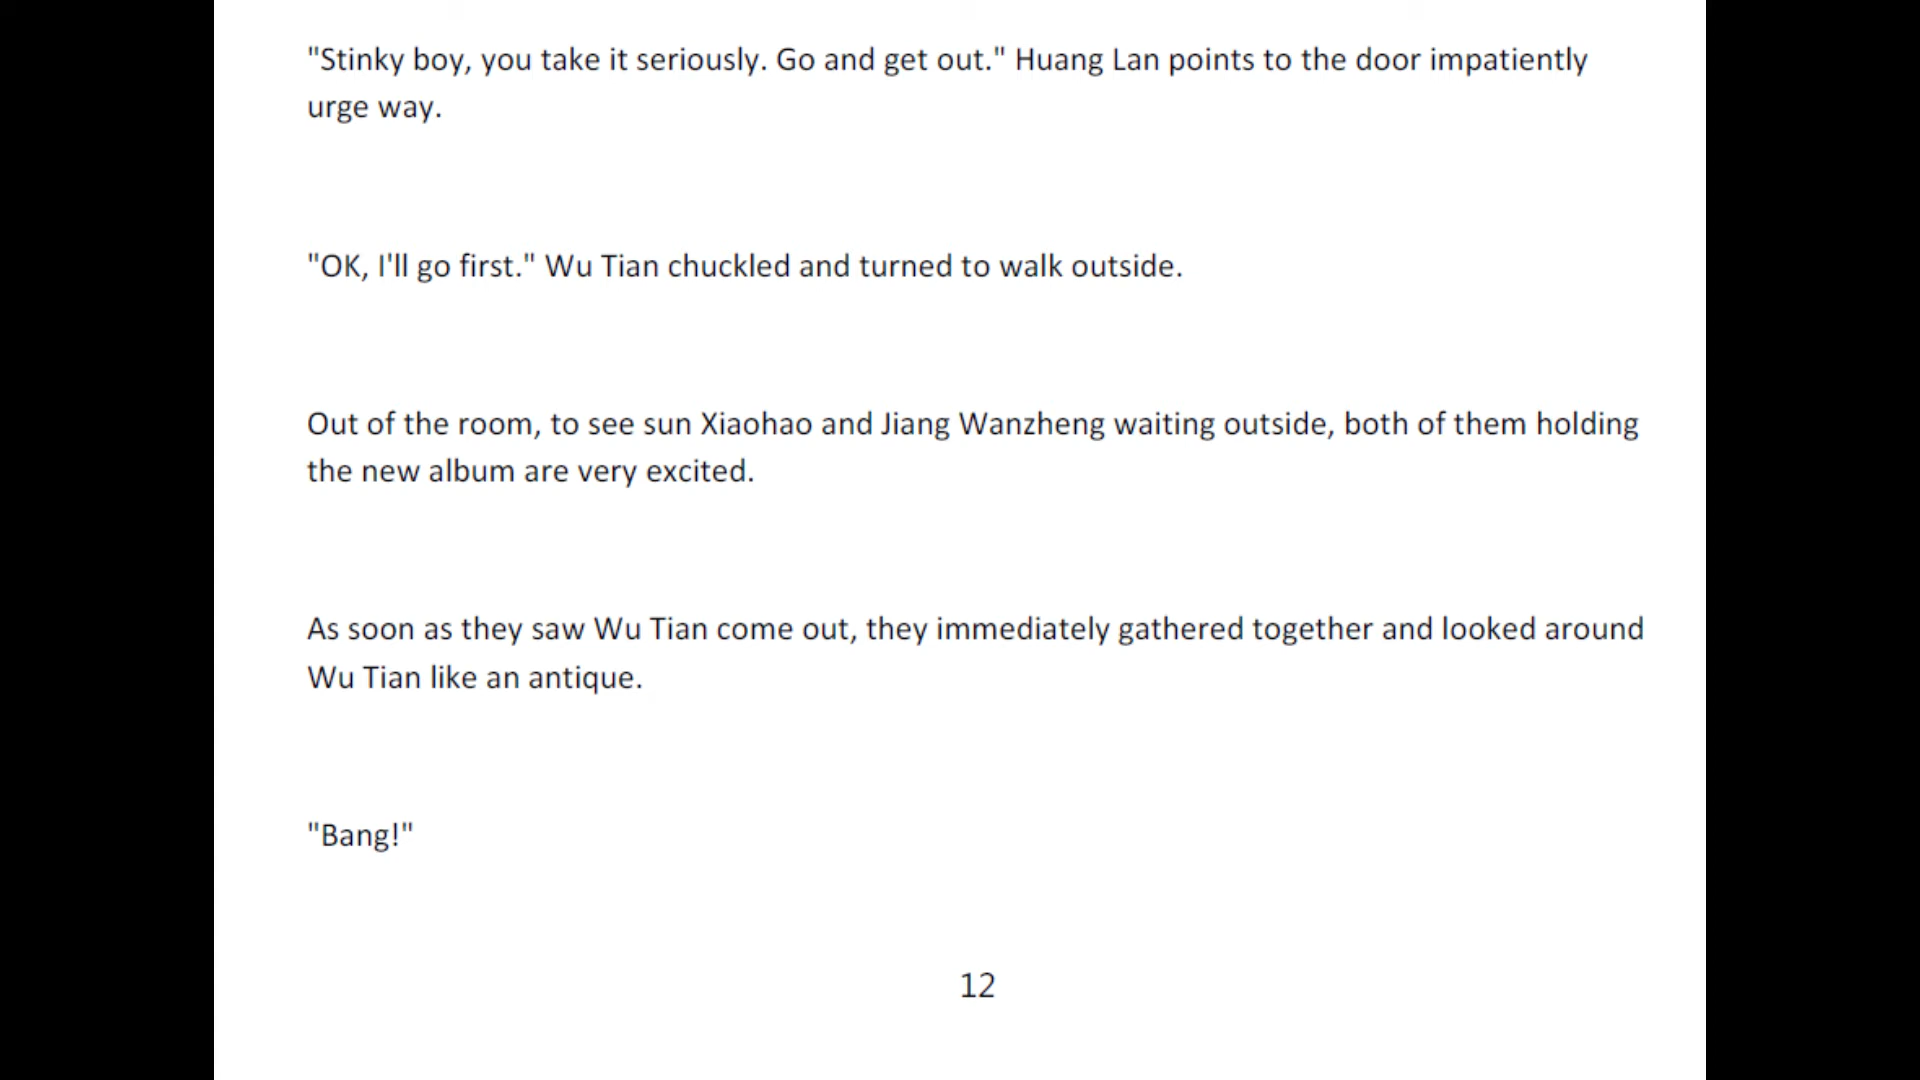 "Stinky boy, you take it seriously. Go and get out." Huang Lan points to the door impatiently
urge way.
"OK, I'll go first." Wu Tian chuckled and turned to walk outside.
Out of the room, to see sun Xiaohao and Jiang Wanzheng waiting outside, both of them holding
the new album are very excited.
As soon as they saw Wu Tian come out, they immediately gathered together and looked around
Wu Tian like an antique.
"Bang!"
12